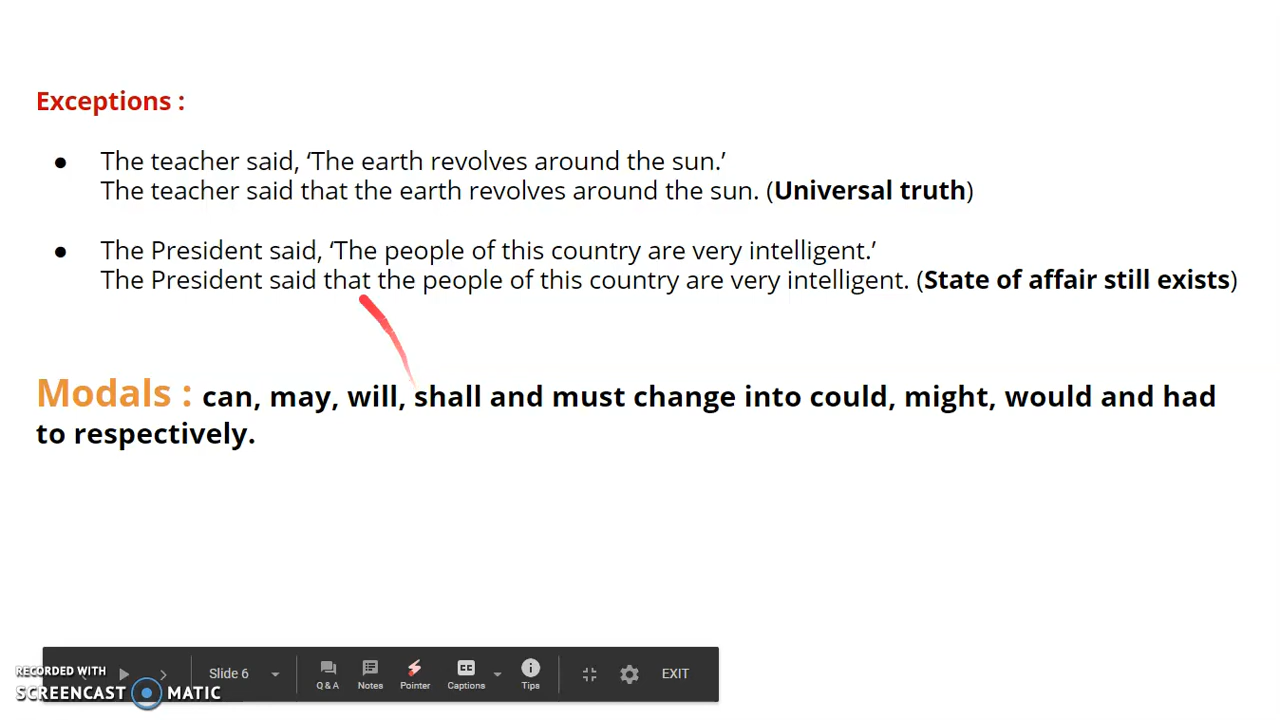 Exceptions :
● The teacher said, ‘The earth revolves around the sun.’
The teacher said that the earth revolves around the sun. (Universal truth)
● The President said, ‘The people of this country are very intelligent.’
The President said that the people of this country are very intelligent. (State of affair still exists)
Modals : can, may, will, shall and must change into could, might, would and had
to respectively.
Slide 6
Q & A
Notes
Pointer
CC
Captions
Tips
EXIT
RECORDED WITH
SCREENCAST MATIC